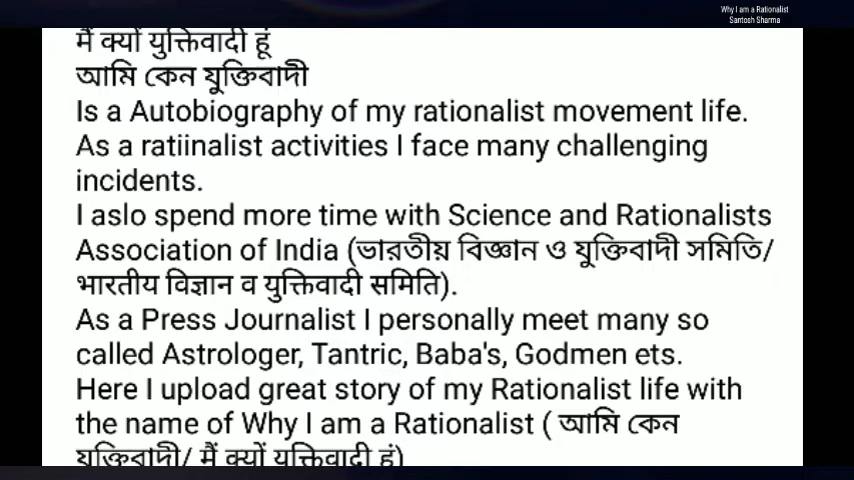 Why I am a Rationalist
Santosh Sharma
मैं क्यों युक्तिवादी हूं
আমি কেন যুক্তিবাদী
Is a Autobiography of my rationalist movement life.
As a ratiinalist activities I face many challenging
incidents.
I aslo spend more time with Science and Rationalists
Association of India (ভারতীয় বিজ্ঞান ও যুক্তিবাদী সমিতি/
भारतीय विज्ञान व युक्तिवादी समिति).
As a Press Journalist I personally meet many so
called Astrologer, Tantric, Baba's, Godmen ets.
Here I upload great story of my Rationalist life with
the name of Why I am a Rationalist ( আমি কেন
যুক্তিবাদী/ मैं क्यों युक्तिवादी हूं)